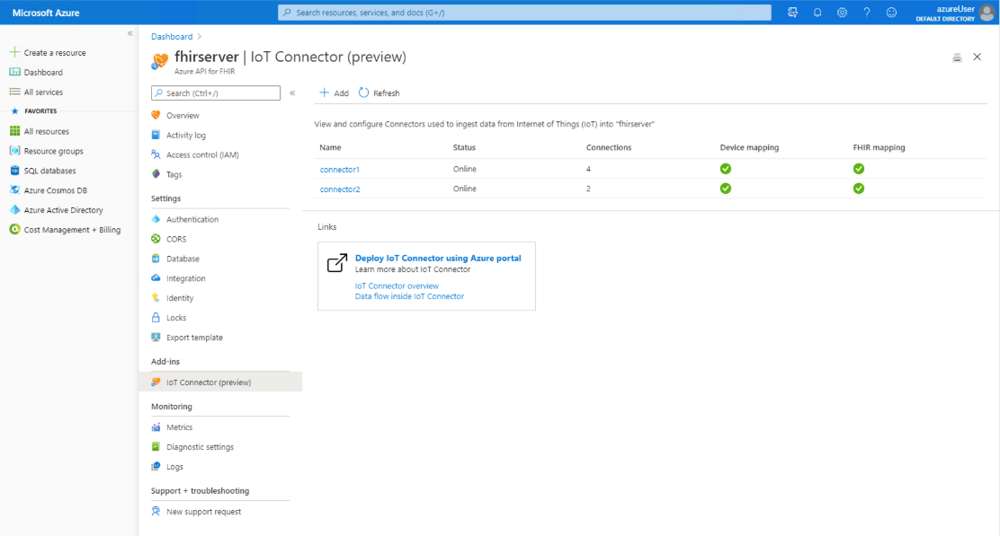 Microsoft Azure
Search resources, services, and docs (G+/)
azureUser
DEFAULT DIRECTORY
Create a resource
Dashboard
All services
FAVORITES
All resources
Resource groups
SQL databases
Azure Cosmos DB
Azure Active Directory
Cost Management + Billing
Dashboard >
fhirserver | IoT Connector (preview)
Azure API for FHIR
Search (Ctrl+/)
Overview
Activity log
Access control (IAM)
Tags
Settings
Authentication
CORS
Database
Integration
Identity
Locks
Export template
Add-ins
IoT Connector (preview)
Monitoring
Metrics
Diagnostic settings
Logs
Support + troubleshooting
New support request
Add Refresh
View and configure Connectors used to ingest data from Internet of Things (IoT) into "fhirserver"
Name Status Connections Device mapping FHIR mapping
connector1 Online 4
connector2 Online 2
Links
Deploy IoT Connector using Azure portal
Learn more about IoT Connector
IoT Connector overview
Data flow inside IoT Connector